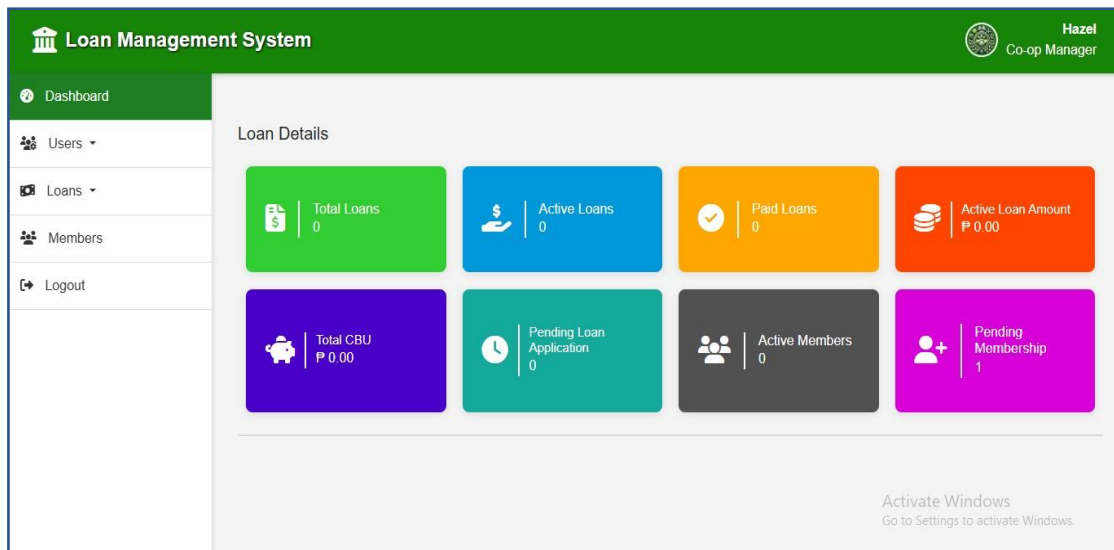 Loan Management System
Hazel
Co-op Manager
Dashboard
Users
Loans
Members
Logout
Loan Details
Total Loans
0
Active Loans
0
Paid Loans
0
Active Loan Amount
₱ 0.00
Total CBU
₱ 0.00
Pending Loan
Application
0
Active Members
0
Pending
Membership
1
Activate Windows
Go to Settings to activate Windows.